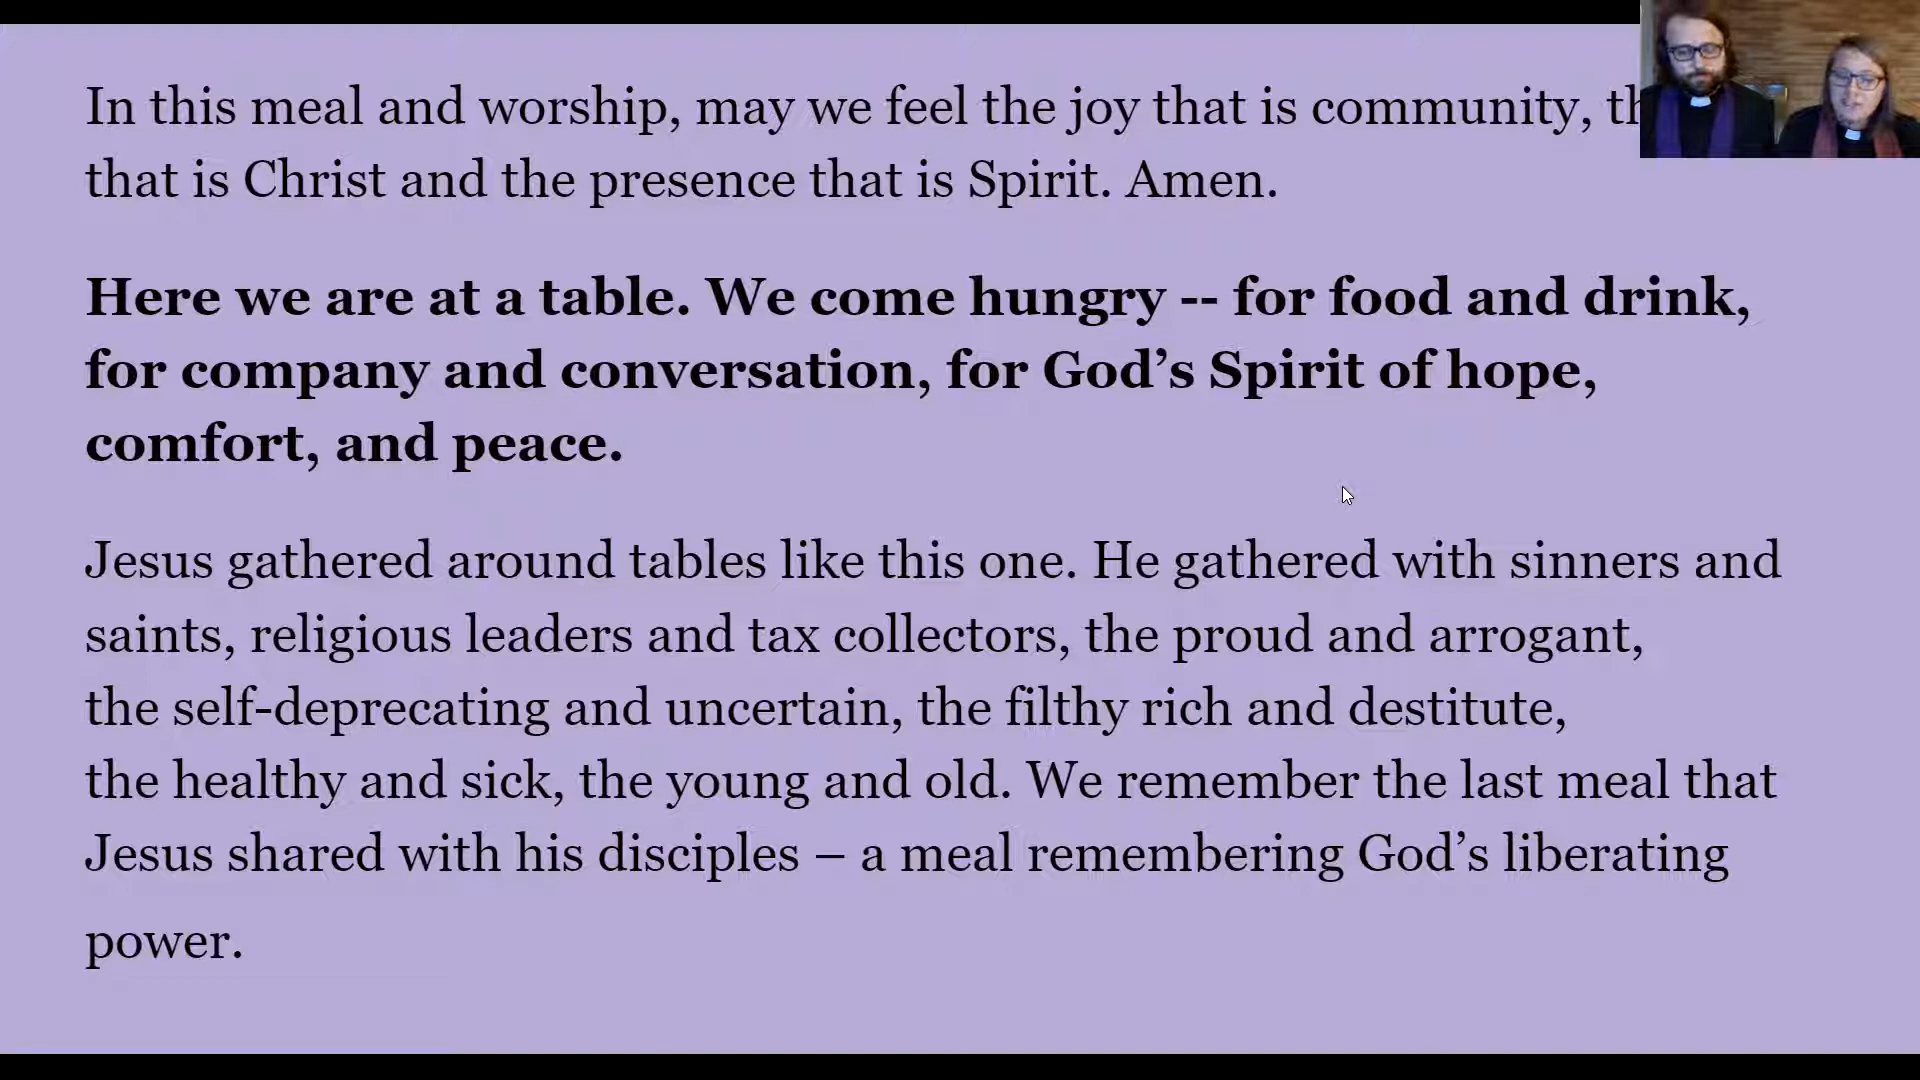 In this meal and worship, may we feel the joy that is community,
that is Christ and the presence that is Spirit. Amen.
Here we are at a table. We come hungry -- for food and drink,
for company and conversation, for God’s Spirit of hope,
comfort, and peace.
Jesus gathered around tables like this one. He gathered with sinners and
saints, religious leaders and tax collectors, the proud and arrogant,
the self-deprecating and uncertain, the filthy rich and destitute,
the healthy and sick, the young and old. We remember the last meal that
Jesus shared with his disciples – a meal remembering God’s liberating
power.